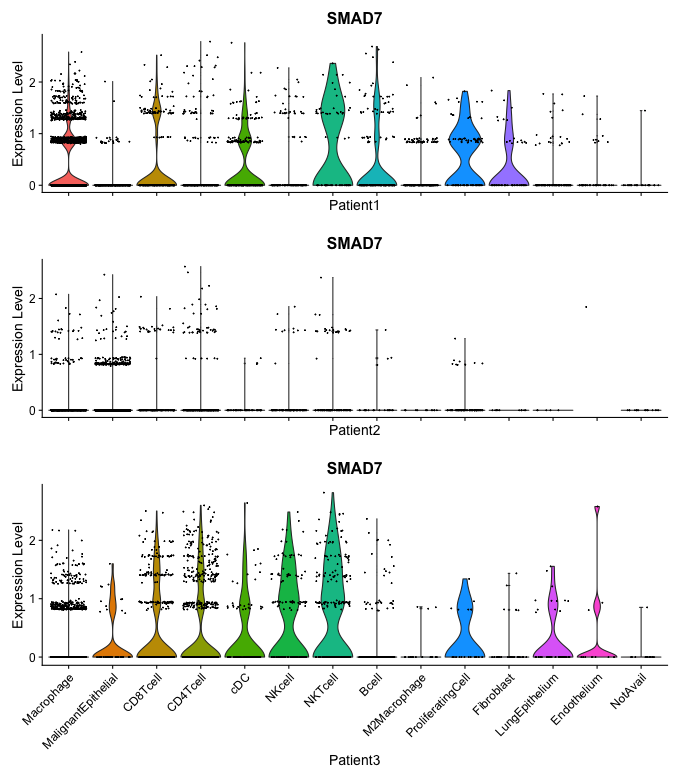 SMAD7
Expression Level
2
1
0
Patient1
SMAD7
Expression Level
2
1
0
Patient2
SMAD7
Expression Level
2
1
0
Macrophage
MalignantEpithelial
CD8Tcell
CD4Tcell
cDC
NKcell
NKTcell
Bcell
M2Macrophage
ProliferatingCell
Fibroblast
LungEpithelium
Endothelium
NotAvail
Patient3